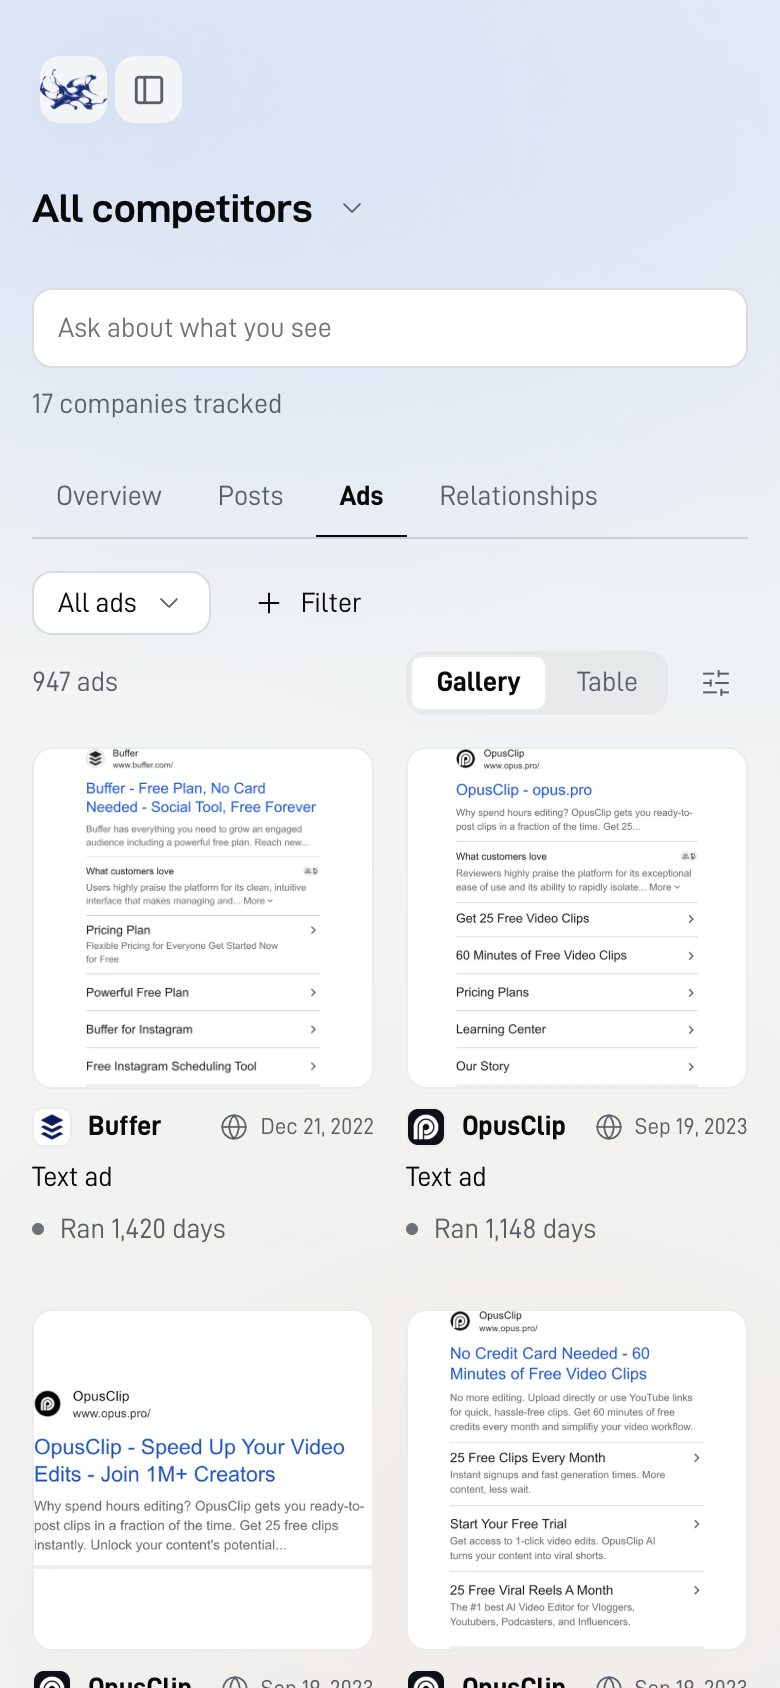 All competitors
Ask about what you see
17 companies tracked
Overview Posts Ads Relationships
All ads Filter
947 ads
Gallery Table
Buffer
www.buffer.com/
Buffer - Free Plan, No Card
Needed - Social Tool, Free Forever
Buffer has everything you need to grow an engaged
audience including a powerful free plan. Reach new...
What customers love
Users highly praise the platform for its clean, intuitive
interface that makes managing and... More
Pricing Plan
Flexible Pricing for Everyone Get Started Now
for Free
Powerful Free Plan
Buffer for Instagram
Free Instagram Scheduling Tool
Buffer Dec 21, 2022
Text ad
Ran 1,420 days
OpusClip
www.opus.pro/
OpusClip - opus.pro
Why spend hours editing? OpusClip gets you ready-to-
post clips in a fraction of the time. Get 25...
What customers love
Reviewers highly praise the platform for its exceptional
ease of use and its ability to rapidly isolate... More
Get 25 Free Video Clips
60 Minutes of Free Video Clips
Pricing Plans
Learning Center
Our Story
OpusClip Sep 19, 2023
Text ad
Ran 1,148 days
OpusClip
www.opus.pro/
OpusClip - Speed Up Your Video
Edits - Join 1M+ Creators
Why spend hours editing? OpusClip gets you ready-to-
post clips in a fraction of the time. Get 25 free clips
instantly. Unlock your content's potential...
OpusClip Sep 19, 2023
OpusClip
www.opus.pro/
No Credit Card Needed - 60
Minutes of Free Video Clips
No more editing. Upload directly or use YouTube links
for quick, hassle-free clips. Get 60 minutes of free
credits every month and simplifiy your video workflow.
25 Free Clips Every Month
Instant signups and fast generation times. More
content, less wait.
Start Your Free Trial
Get access to 1-click video edits. OpusClip AI
turns your content into viral shorts.
25 Free Viral Reels A Month
The #1 best AI Video Editor for Vloggers,
Youtubers, Podcasters, and Influencers.
OpusClip Sep 19, 2023